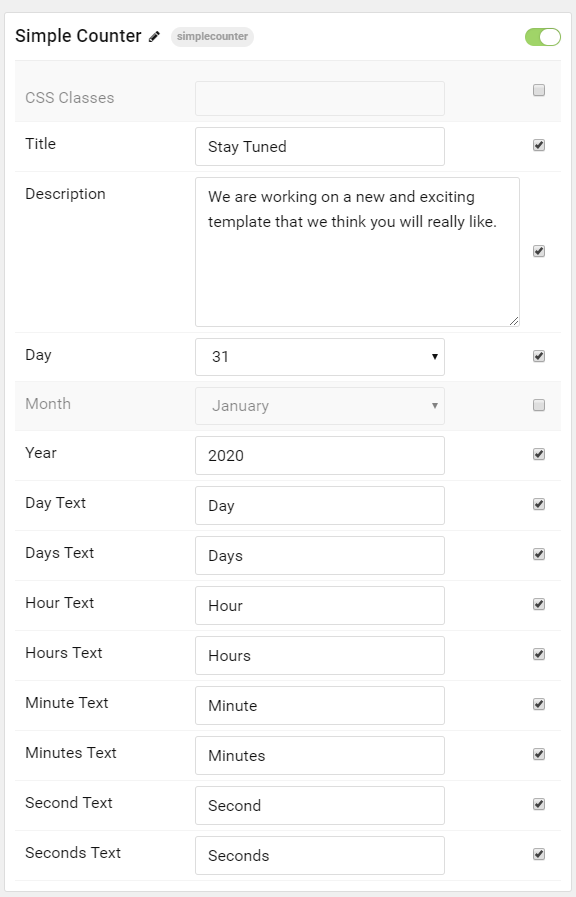 Simple Counter simplecounter
CSS Classes
Title Stay Tuned
Description We are working on a new and exciting
template that we think you will really like.
Day 31
Month January
Year 2020
Day Text Day
Days Text Days
Hour Text Hour
Hours Text Hours
Minute Text Minute
Minutes Text Minutes
Second Text Second
Seconds Text Seconds